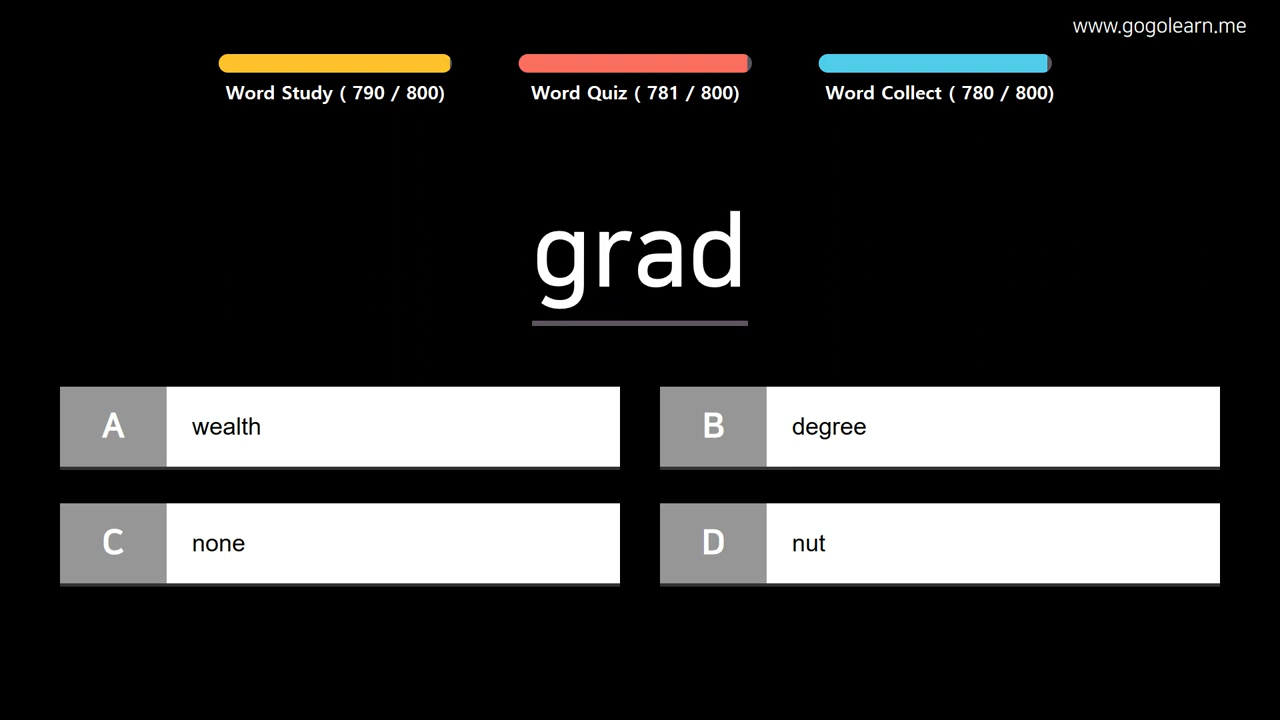 www.gogolearn.me
Word Study ( 790 / 800)
Word Quiz ( 781 / 800)
Word Collect ( 780 / 800)
grad
A wealth
B degree
C none
D nut